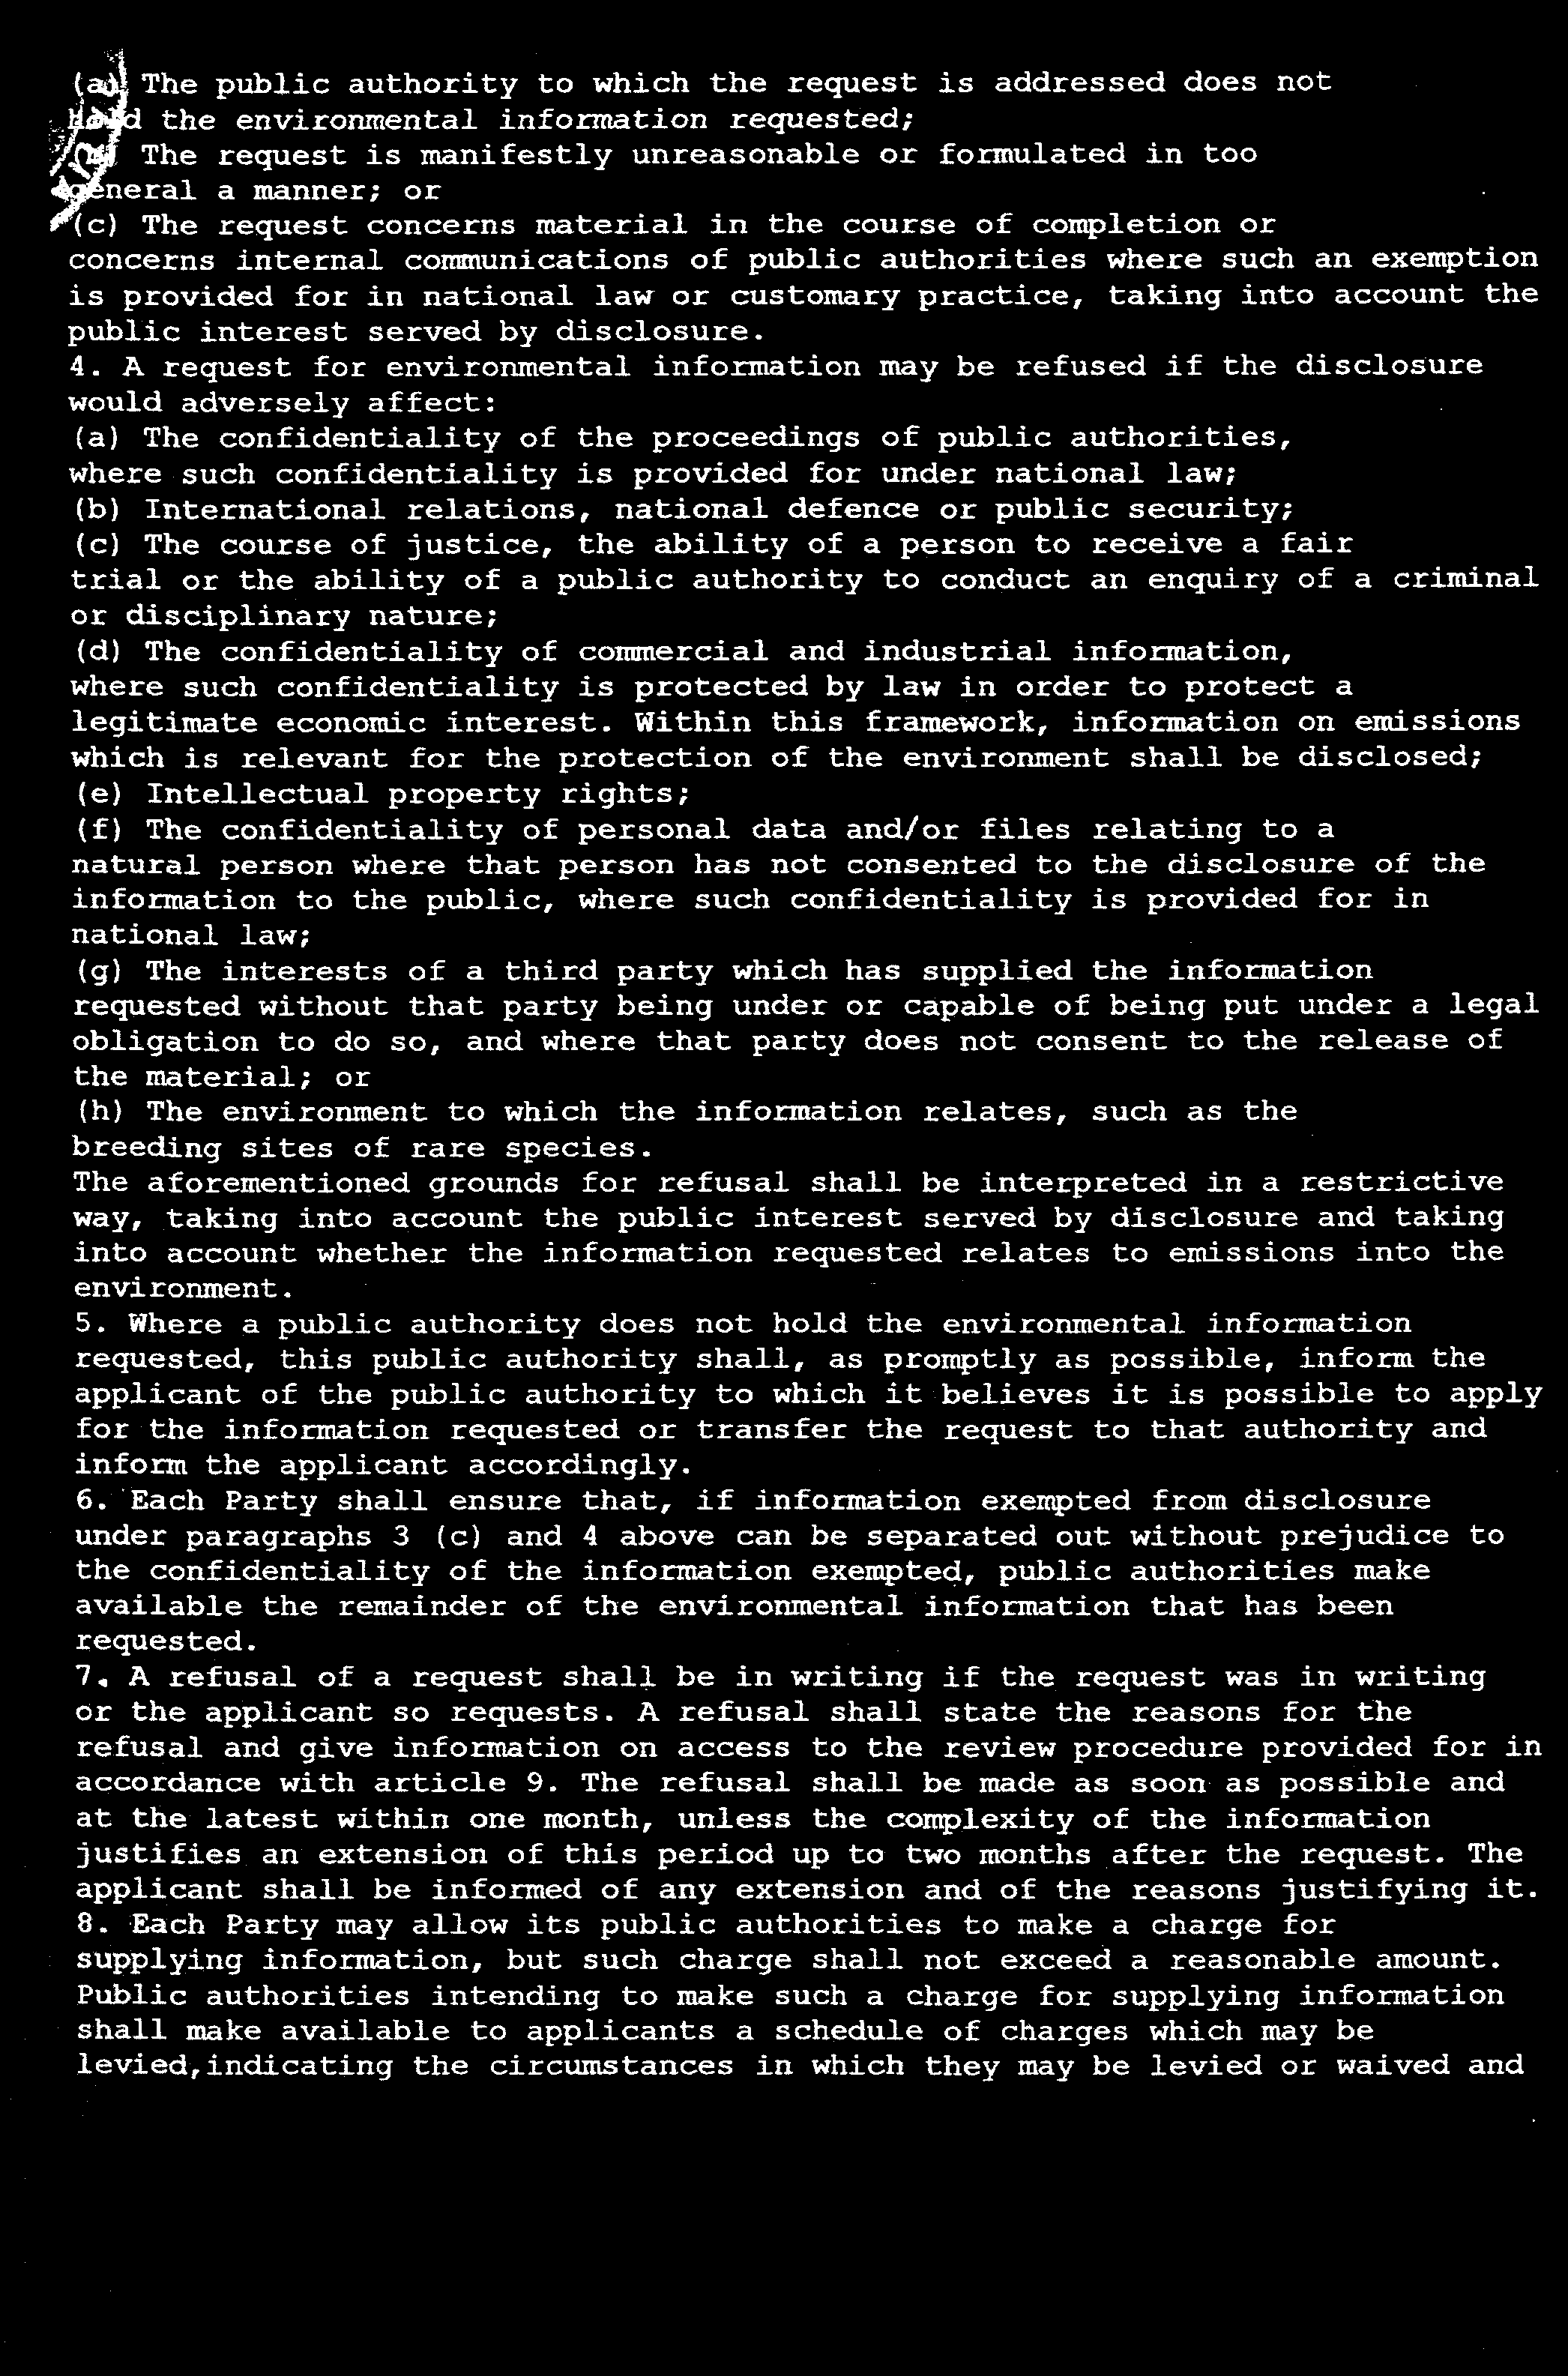 (a) The public authority to which the request is addressed does not
hold the environmental information requested;
The request is manifestly unreasonable or formulated in too
general a manner; or
(c) The request concerns material in the course of completion or
concerns internal communications of public authorities where such an exemption
is provided for in national law or customary practice, taking into account the
public interest served by disclosure.
4. A request for environmental information may be refused if the disclosure
would adversely affect:
(a) The confidentiality of the proceedings of public authorities,
where such confidentiality is provided for under national law;
(b) International relations, national defence or public security;
(c) The course of justice, the ability of a person to receive a fair
trial or the ability of a public authority to conduct an enquiry of a criminal
or disciplinary nature;
(d) The confidentiality of commercial and industrial information,
where such confidentiality is protected by law in order to protect a
legitimate economic interest. Within this framework, information on emissions
which is relevant for the protection of the environment shall be disclosed;
(e) Intellectual property rights;
(f) The confidentiality of personal data and/or files relating to a
natural person where that person has not consented to the disclosure of the
information to the public, where such confidentiality is provided for in
national law;
(g) The interests of a third party which has supplied the information
requested without that party being under or capable of being put under a legal
obligation to do so, and where that party does not consent to the release of
the material; or
(h) The environment to which the information relates, such as the
breeding sites of rare species.
The aforementioned grounds for refusal shall be interpreted in a restrictive
way, taking into account the public interest served by disclosure and taking
into account whether the information requested relates to emissions into the
environment.
5. Where a public authority does not hold the environmental information
requested, this public authority shall, as promptly as possible, inform the
applicant of the public authority to which it believes it is possible to apply
for the information requested or transfer the request to that authority and
inform the applicant accordingly.
6. Each Party shall ensure that, if information exempted from disclosure
under paragraphs 3 (c) and 4 above can be separated out without prejudice to
the confidentiality of the information exempted, public authorities make
available the remainder of the environmental information that has been
requested.
7. A refusal of a request shall be in writing if the request was in writing
or the applicant so requests. A refusal shall state the reasons for the
refusal and give information on access to the review procedure provided for in
accordance with article 9. The refusal shall be made as soon as possible and
at the latest within one month, unless the complexity of the information
justifies an extension of this period up to two months after the request. The
applicant shall be informed of any extension and of the reasons justifying it.
8. Each Party may allow its public authorities to make a charge for
supplying information, but such charge shall not exceed a reasonable amount.
Public authorities intending to make such a charge for supplying information
shall make available to applicants a schedule of charges which may be
levied,indicating the circumstances in which they may be levied or waived and